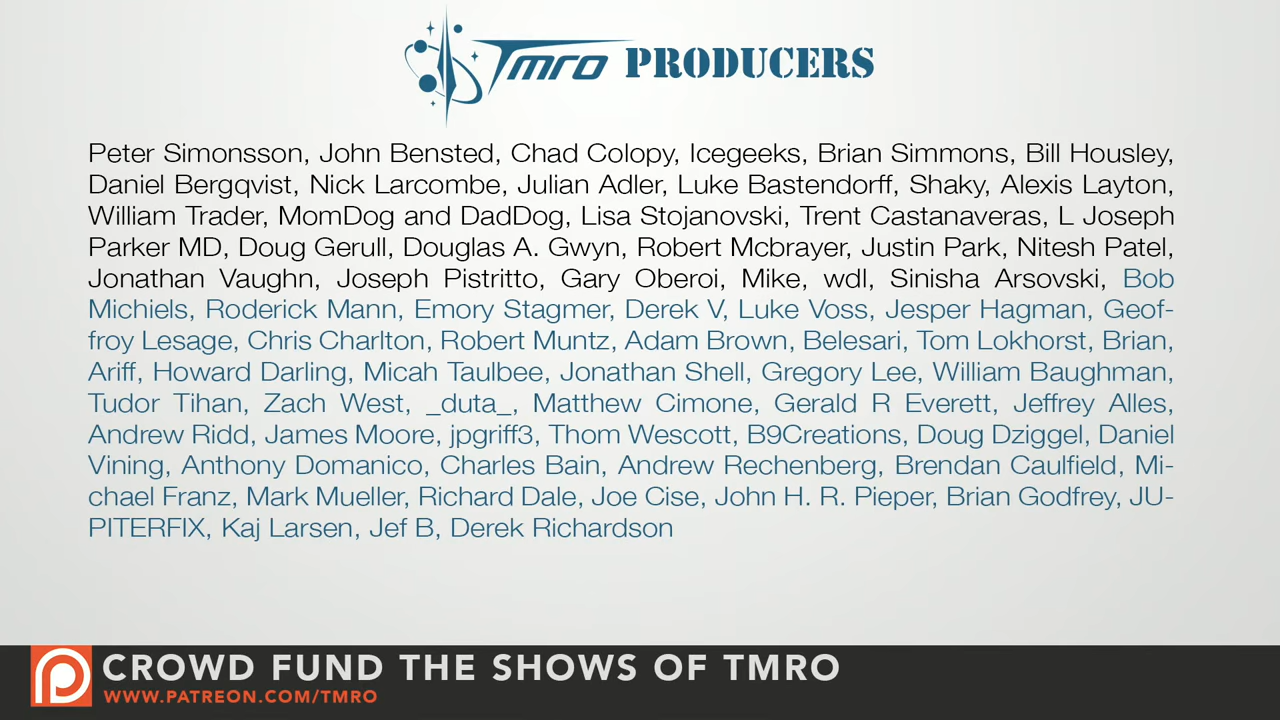 TMRO PRODUCERS
Peter Simonsson, John Bensted, Chad Colopy, Icegeeks, Brian Simmons, Bill Housley,
Daniel Bergqvist, Nick Larcombe, Julian Adler, Luke Bastendorff, Shaky, Alexis Layton,
William Trader, MomDog and DadDog, Lisa Stojanovski, Trent Castanaveras, L Joseph
Parker MD, Doug Gerull, Douglas A. Gwyn, Robert Mcbrayer, Justin Park, Nitesh Patel,
Jonathan Vaughn, Joseph Pistritto, Gary Oberoi, Mike, wdl, Sinisha Arsovski, Bob
Michiels, Roderick Mann, Emory Stagmer, Derek V, Luke Voss, Jesper Hagman, Geof-
froy Lesage, Chris Charlton, Robert Muntz, Adam Brown, Belesari, Tom Lokhorst, Brian,
Ariff, Howard Darling, Micah Taulbee, Jonathan Shell, Gregory Lee, William Baughman,
Tudor Tihan, Zach West, _duta_, Matthew Cimone, Gerald R Everett, Jeffrey Alles,
Andrew Ridd, James Moore, jpgriff3, Thom Wescott, B9Creations, Doug Dziggel, Daniel
Vining, Anthony Domanico, Charles Bain, Andrew Rechenberg, Brendan Caulfield, Mi-
chael Franz, Mark Mueller, Richard Dale, Joe Cise, John H. R. Pieper, Brian Godfrey, JU-
PITERFIX, Kaj Larsen, Jef B, Derek Richardson
CROWD FUND THE SHOWS OF TMRO
WWW.PATREON.COM/TMRO